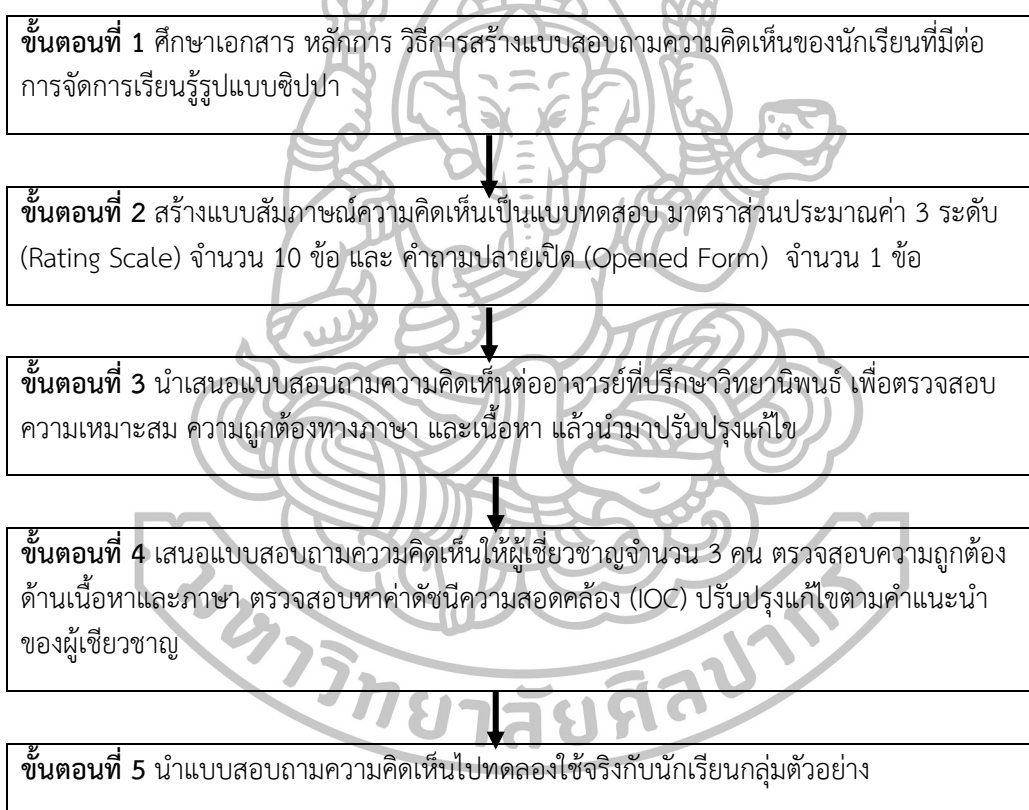 ขั้นตอนที่ 1 ศึกษาเอกสาร หลักการ วิธีการสร้างแบบสอบถามความคิดเห็นของนักเรียนที่มีต่อ
การจัดการเรียนรู้รูปแบบซิปปา
ขั้นตอนที่ 2 สร้างแบบสัมภาษณ์ความคิดเห็นเป็นแบบทดสอบ มาตราส่วนประมาณค่า 3 ระดับ
(Rating Scale) จำนวน 10 ข้อ และ คำถามปลายเปิด (Opened Form) จำนวน 1 ข้อ
ขั้นตอนที่ 3 นำเสนอแบบสอบถามความคิดเห็นต่ออาจารย์ที่ปรึกษาวิทยานิพนธ์ เพื่อตรวจสอบ
ความเหมาะสม ความถูกต้องทางภาษา และเนื้อหา แล้วนำมาปรับปรุงแก้ไข
ขั้นตอนที่ 4 เสนอแบบสอบถามความคิดเห็นให้ผู้เชี่ยวชาญจำนวน 3 คน ตรวจสอบความถูกต้อง
ด้านเนื้อหาและภาษา ตรวจสอบหาค่าดัชนีความสอดคล้อง (IOC) ปรับปรุงแก้ไขตามคำแนะนำ
ของผู้เชียวชาญ
มหาวิทยาลัยศิลปากร
ขั้นตอนที่ 5 นำแบบสอบถามความคิดเห็นไปทดลองใช้จริงกับนักเรียนกลุ่มตัวอย่าง